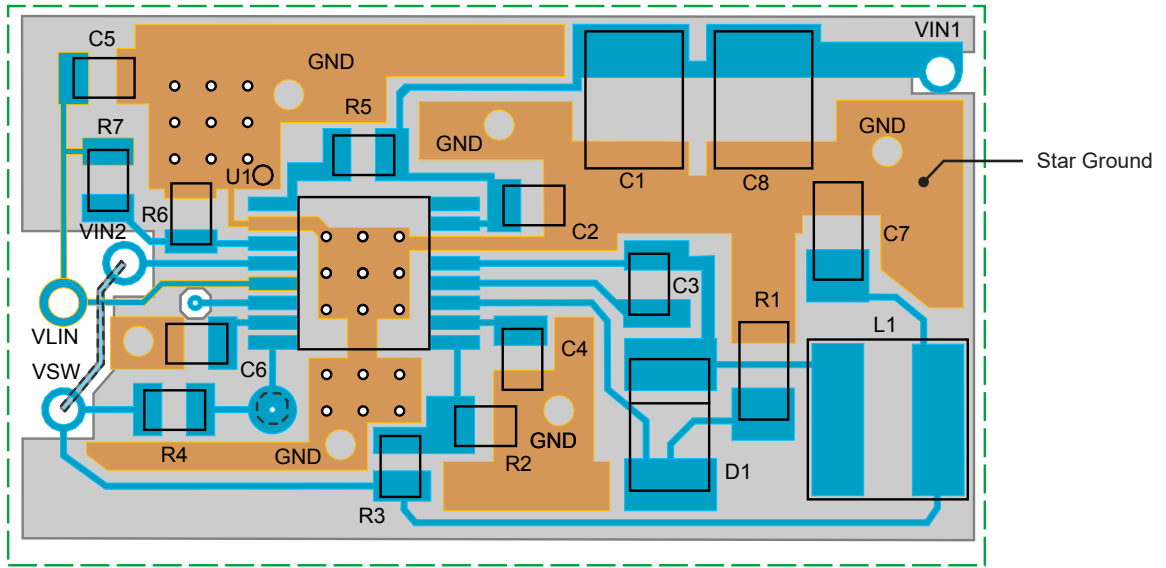 C5
GND
VIN1
R5
GND
GND
R7
Star Ground
U1
C1
C8
R6
VIN2
C2
C7
C3
R1
L1
VLIN
C4
VSW
C6
R4
GND
R2
GND
D1
R3